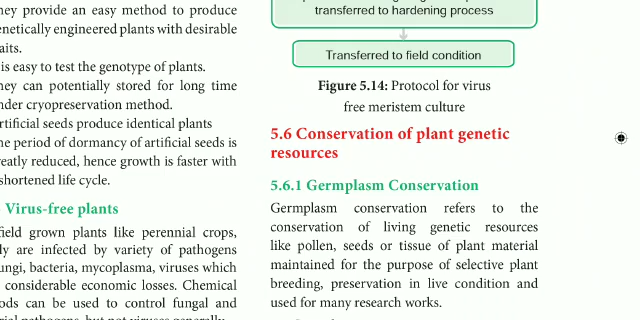 hey provide an easy method to produce
enetically engineered plants with desirable
aits.
is easy to test the genotype of plants.
hey can potentially stored for long time
nder cryopreservation method.
rtificial seeds produce identical plants
he period of dormancy of artificial seeds is
reatly reduced, hence growth is faster with
shortened life cycle.
Virus-free plants
field grown plants like perennial crops,
ly are infected by variety of pathogens
ungi, bacteria, mycoplasma, viruses which
considerable economic losses. Chemical
ods can be used to control fungal and
rial pathogens, but not viruses generally.
transferred to hardening process
Transferred to field condition
Figure 5.14: Protocol for virus
free meristem culture
5.6 Conservation of plant genetic
resources
5.6.1 Germplasm Conservation
Germplasm conservation refers to the
conservation of living genetic resources
like pollen, seeds or tissue of plant material
maintained for the purpose of selective plant
breeding, preservation in live condition and
used for many research works.